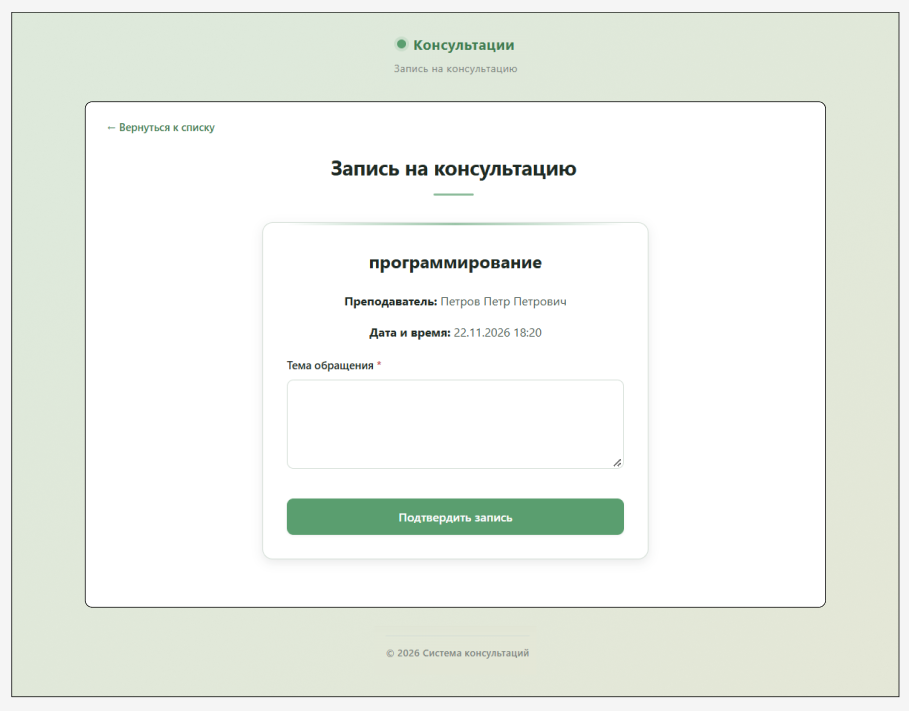 Консультации
Запись на консультацию
← Вернуться к списку
Запись на консультацию
программирование
Преподаватель: Петров Петр Петрович
Дата и время: 22.11.2026 18:20
Тема обращения *
Подтвердить запись
© 2026 Система консультаций